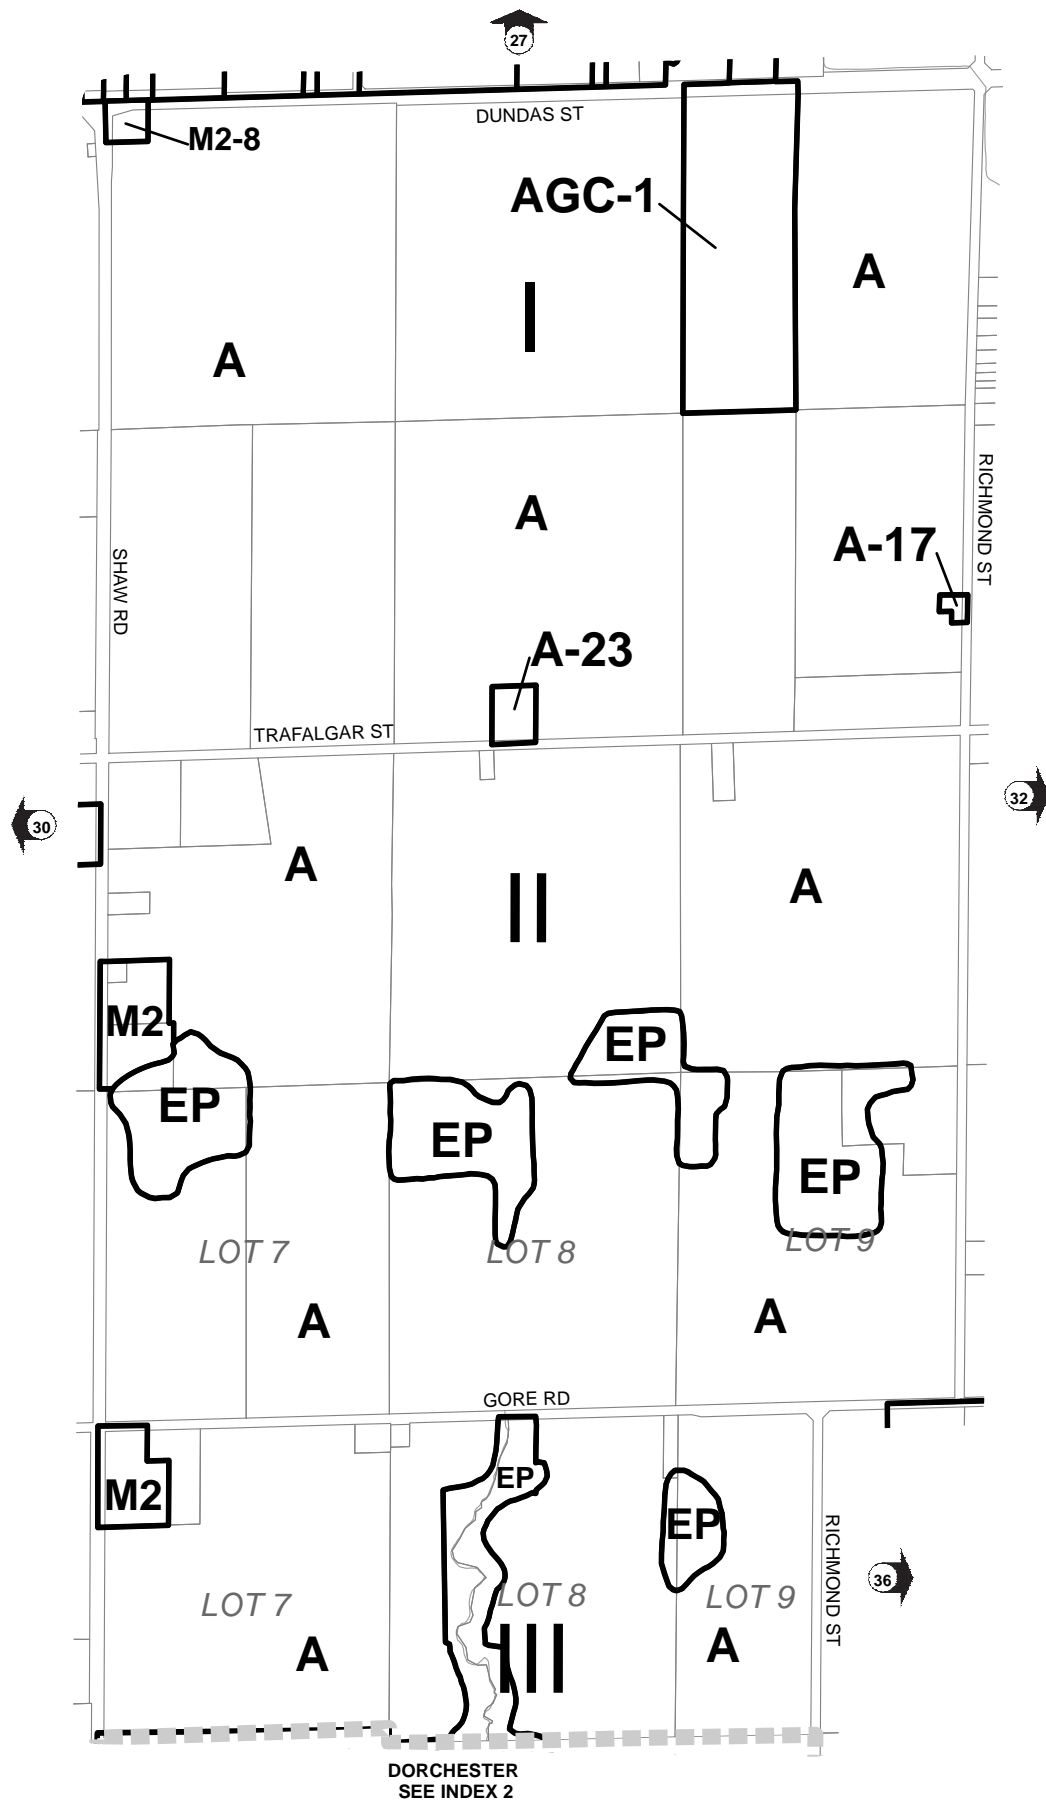 27
DUNDAS ST
M2-8
AGC-1
A
I
A
RICHMOND ST
A
A-17
SHAW RD
A-23
TRAFALGAR ST
32
30
A
II
A
M2
EP
EP
EP
EP
LOT 7
LOT 8
LOT 9
A
A
GORE RD
EP
M2
EP
RICHMOND ST
36
LOT 7
LOT 8
LOT 9
A
III
A
DORCHESTER
SEE INDEX 2